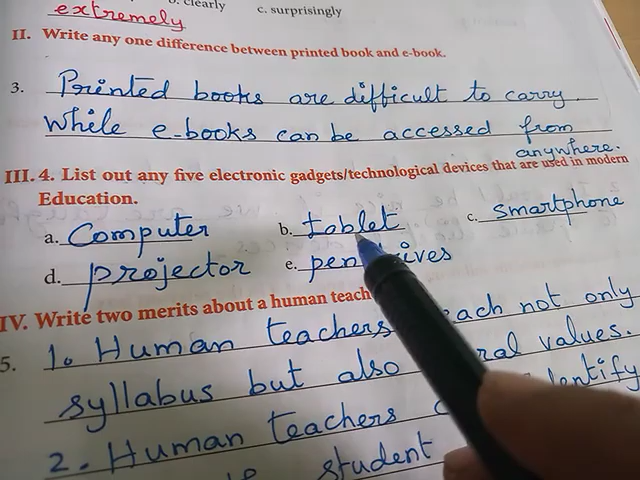 b. clearly c. surprisingly
extremely
II. Write any one difference between printed book and e-book.
3. Printed books are difficult to carry
while e-books can be accessed from
anywhere.
III. 4. List out any five electronic gadgets/technological devices that are used in modern
Education.
a. Computer b. tablet c. smartphone
d. projector e. pen
IV. Write two merits about a human teach
5. 1. Human teachers not only
syllabus but also values.
2. Human teachers
student